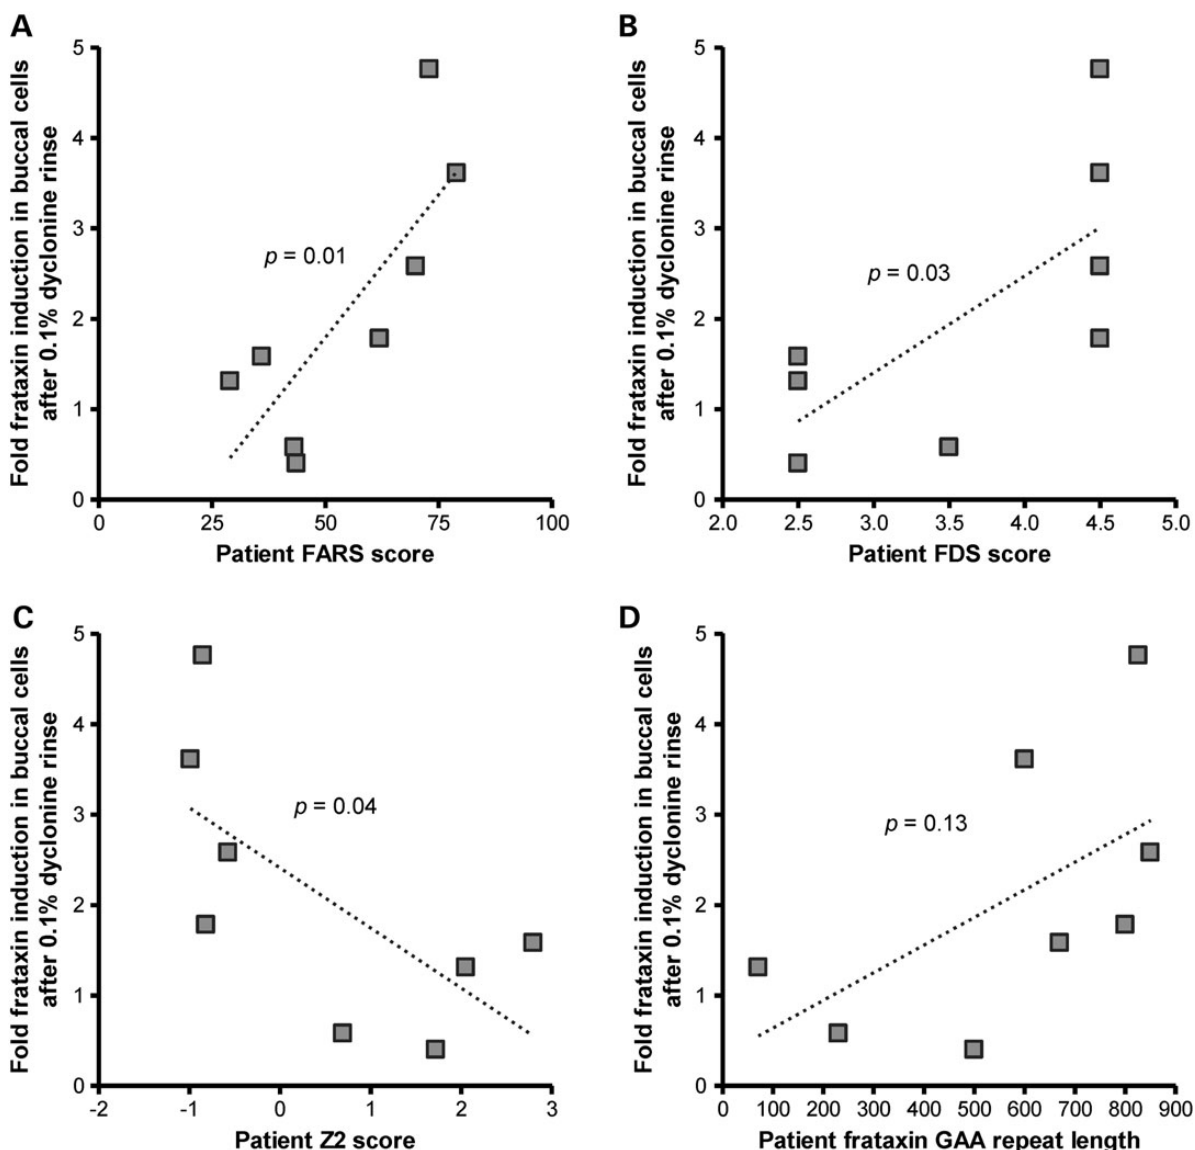 A
Fold frataxin induction in buccal cells
after 0.1% dyclonine rinse
5
4
3
2
1
0
p = 0.01
0 25 50 75 100
Patient FARS score
B
Fold frataxin induction in buccal cells
after 0.1% dyclonine rinse
5
4
3
2
1
0
p = 0.03
2.0 2.5 3.0 3.5 4.0 4.5 5.0
Patient FDS score
C
Fold frataxin induction in buccal cells
after 0.1% dyclonine rinse
5
4
3
2
1
0
p = 0.04
-2 -1 0 1 2 3
Patient Z2 score
D
Fold frataxin induction in buccal cells
after 0.1% dyclonine rinse
5
4
3
2
1
0
p = 0.13
0 100 200 300 400 500 600 700 800 900
Patient frataxin GAA repeat length